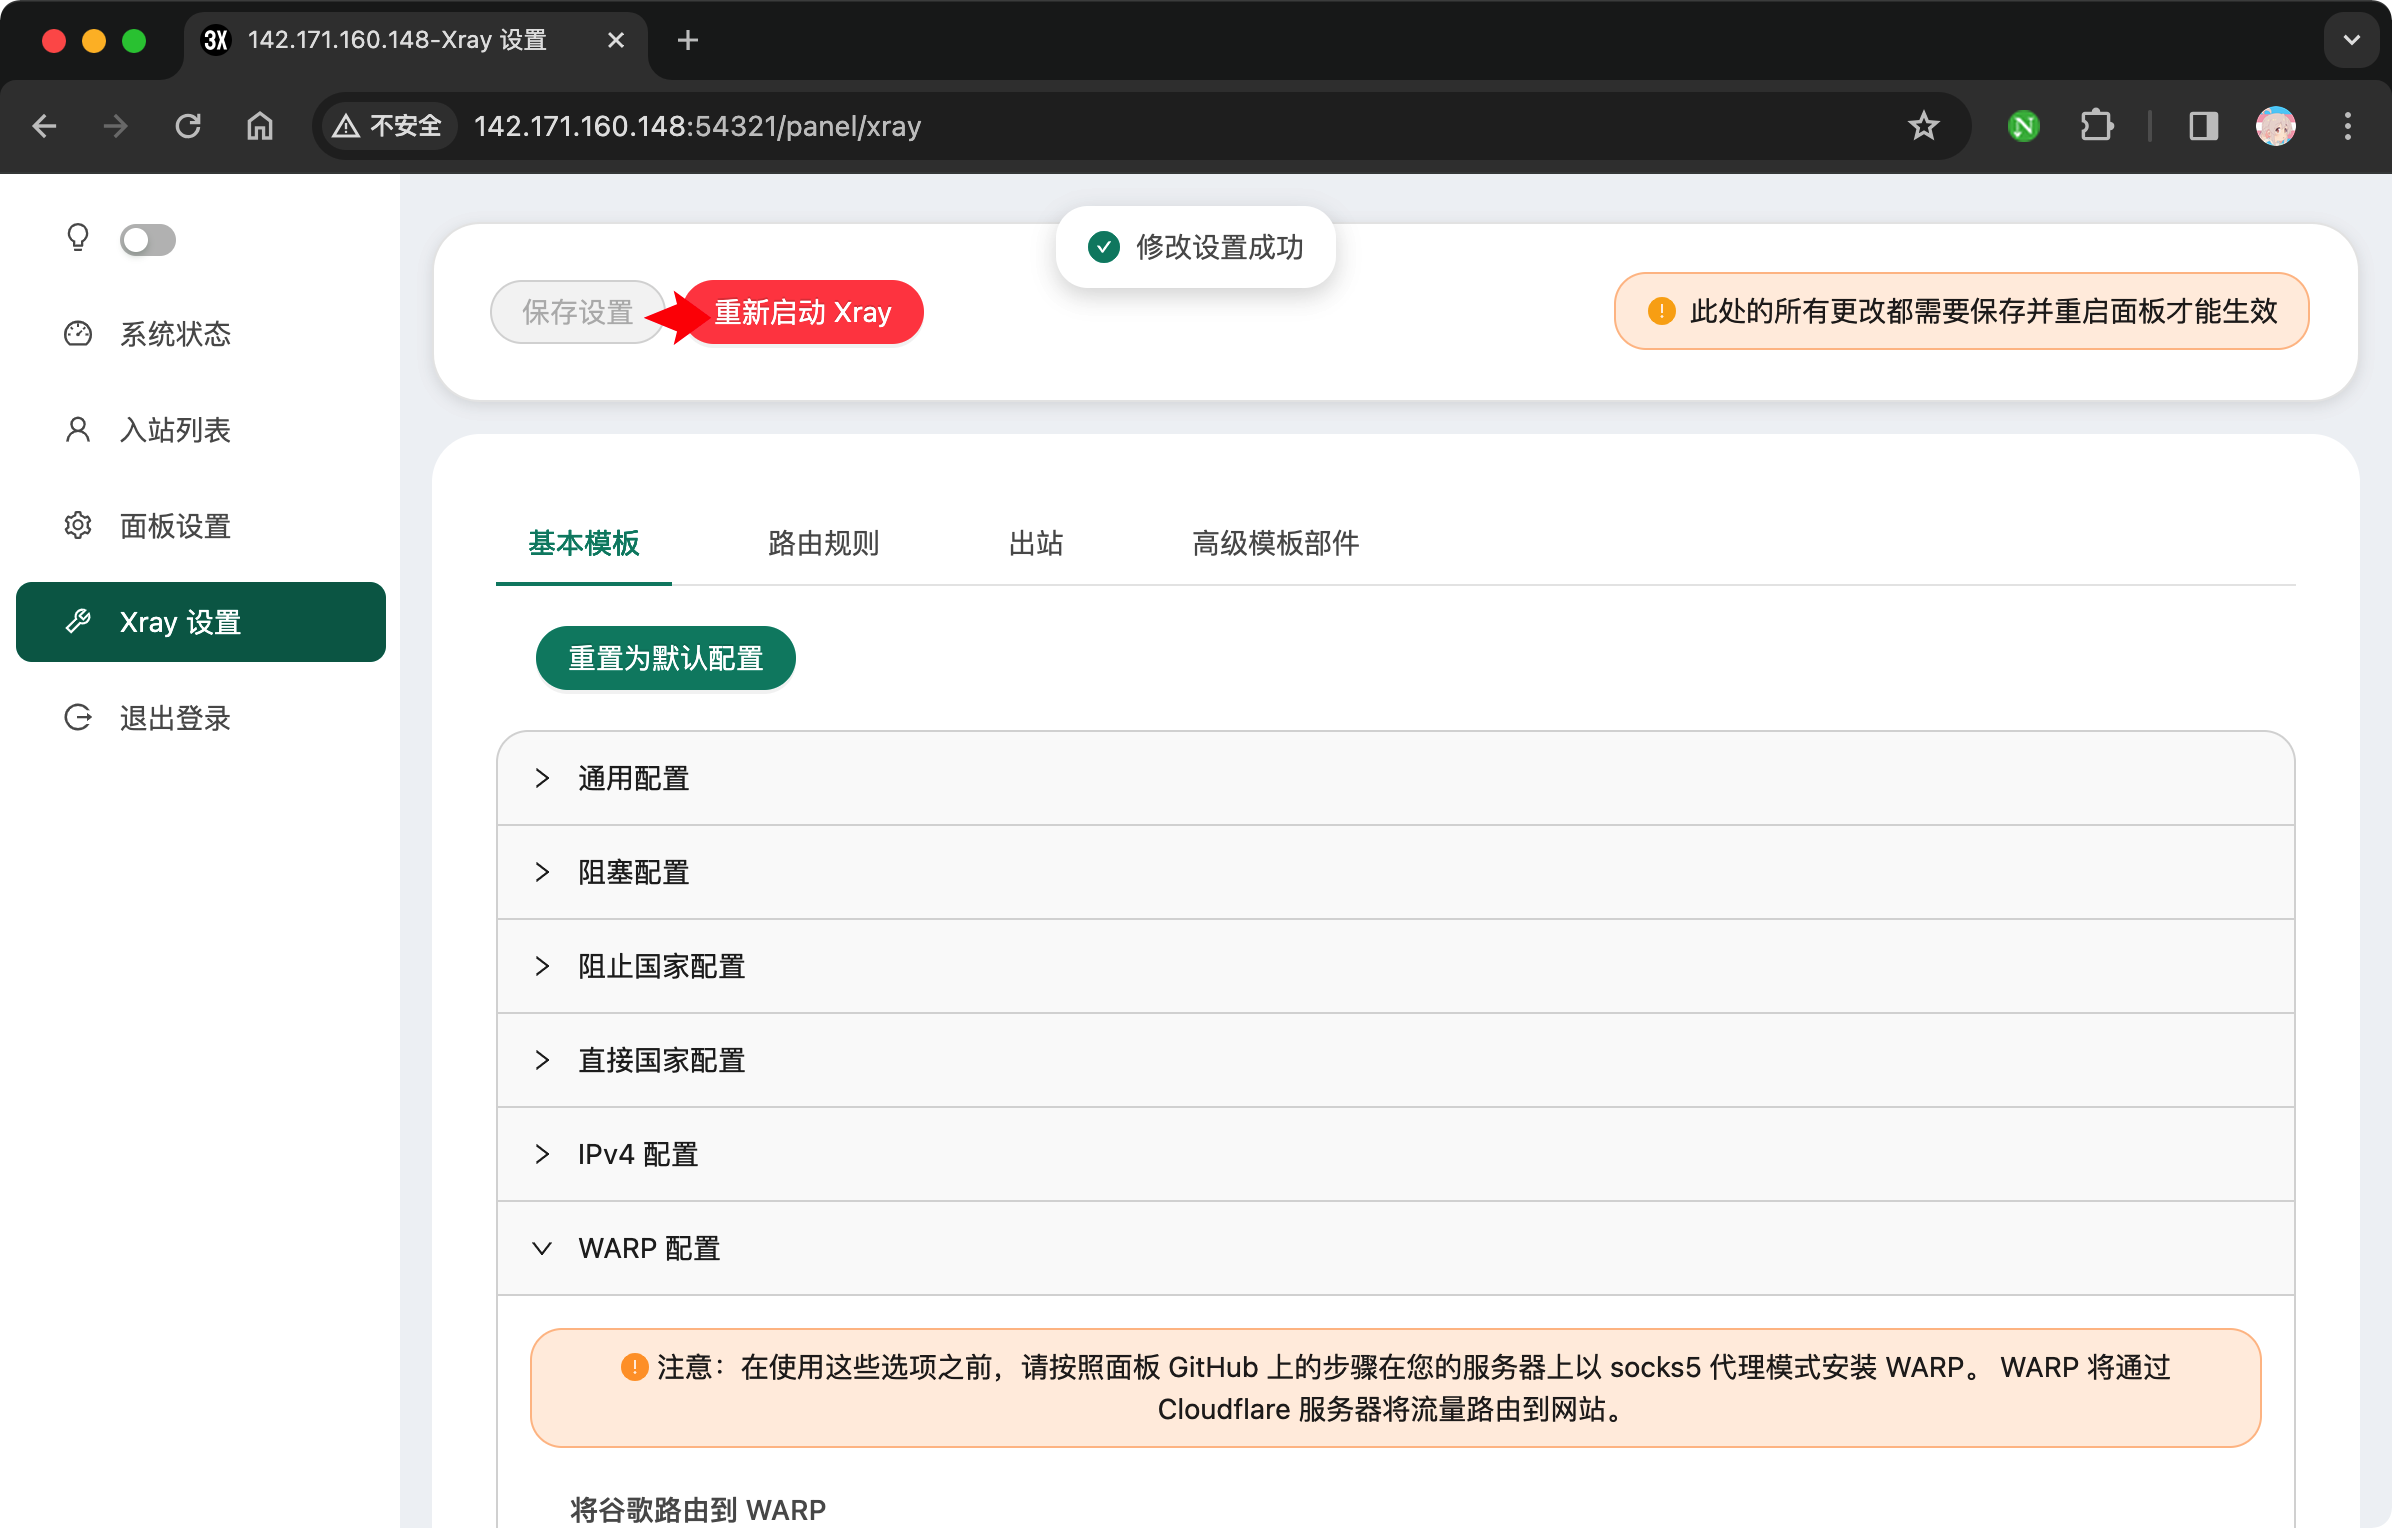 3X 142.171.160.148-Xray 设置
不安全 142.171.160.148:54321/panel/xray
N
修改设置成功
保存设置 重新启动 Xray
此处的所有更改都需要保存并重启面板才能生效
系统状态
入站列表
面板设置
Xray 设置
退出登录
基本模板 路由规则 出站 高级模板部件
重置为默认配置
通用配置
阻塞配置
阻止国家配置
直接国家配置
IPv4 配置
WARP 配置
注意：在使用这些选项之前，请按照面板 GitHub 上的步骤在您的服务器上以 socks5 代理模式安装 WARP。 WARP 将通过
Cloudflare 服务器将流量路由到网站。
将谷歌路由到 WARP